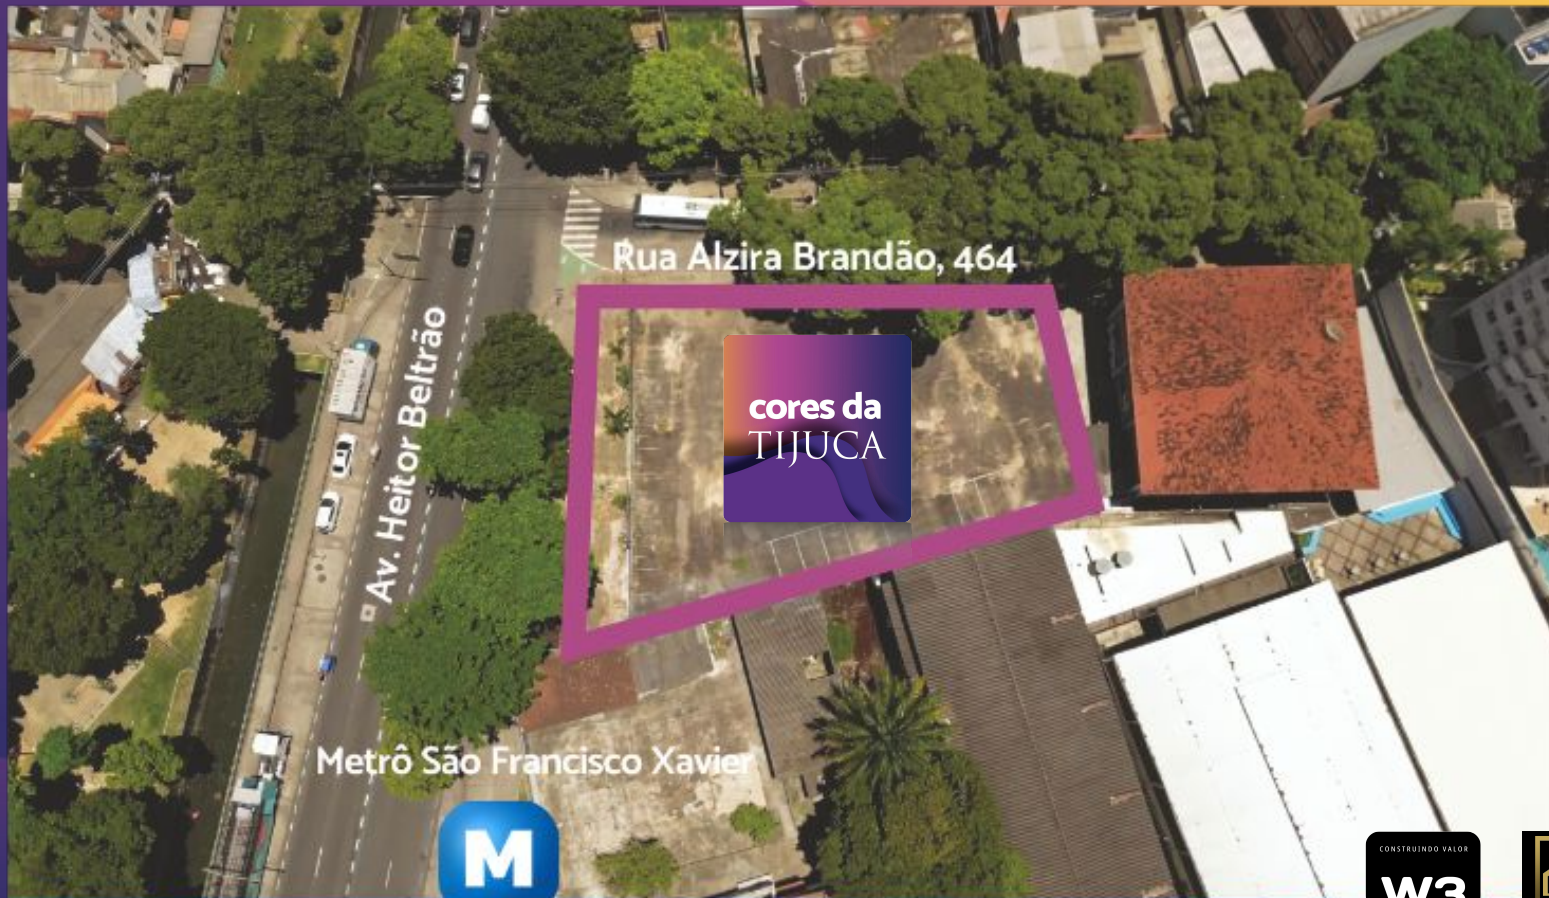 Rua Alzira Brandão, 464
cores da
TIJUCA
Av. Heitor Beltrão
Metrô São Francisco Xavier
M
CONSTRUINDO VALOR
W3